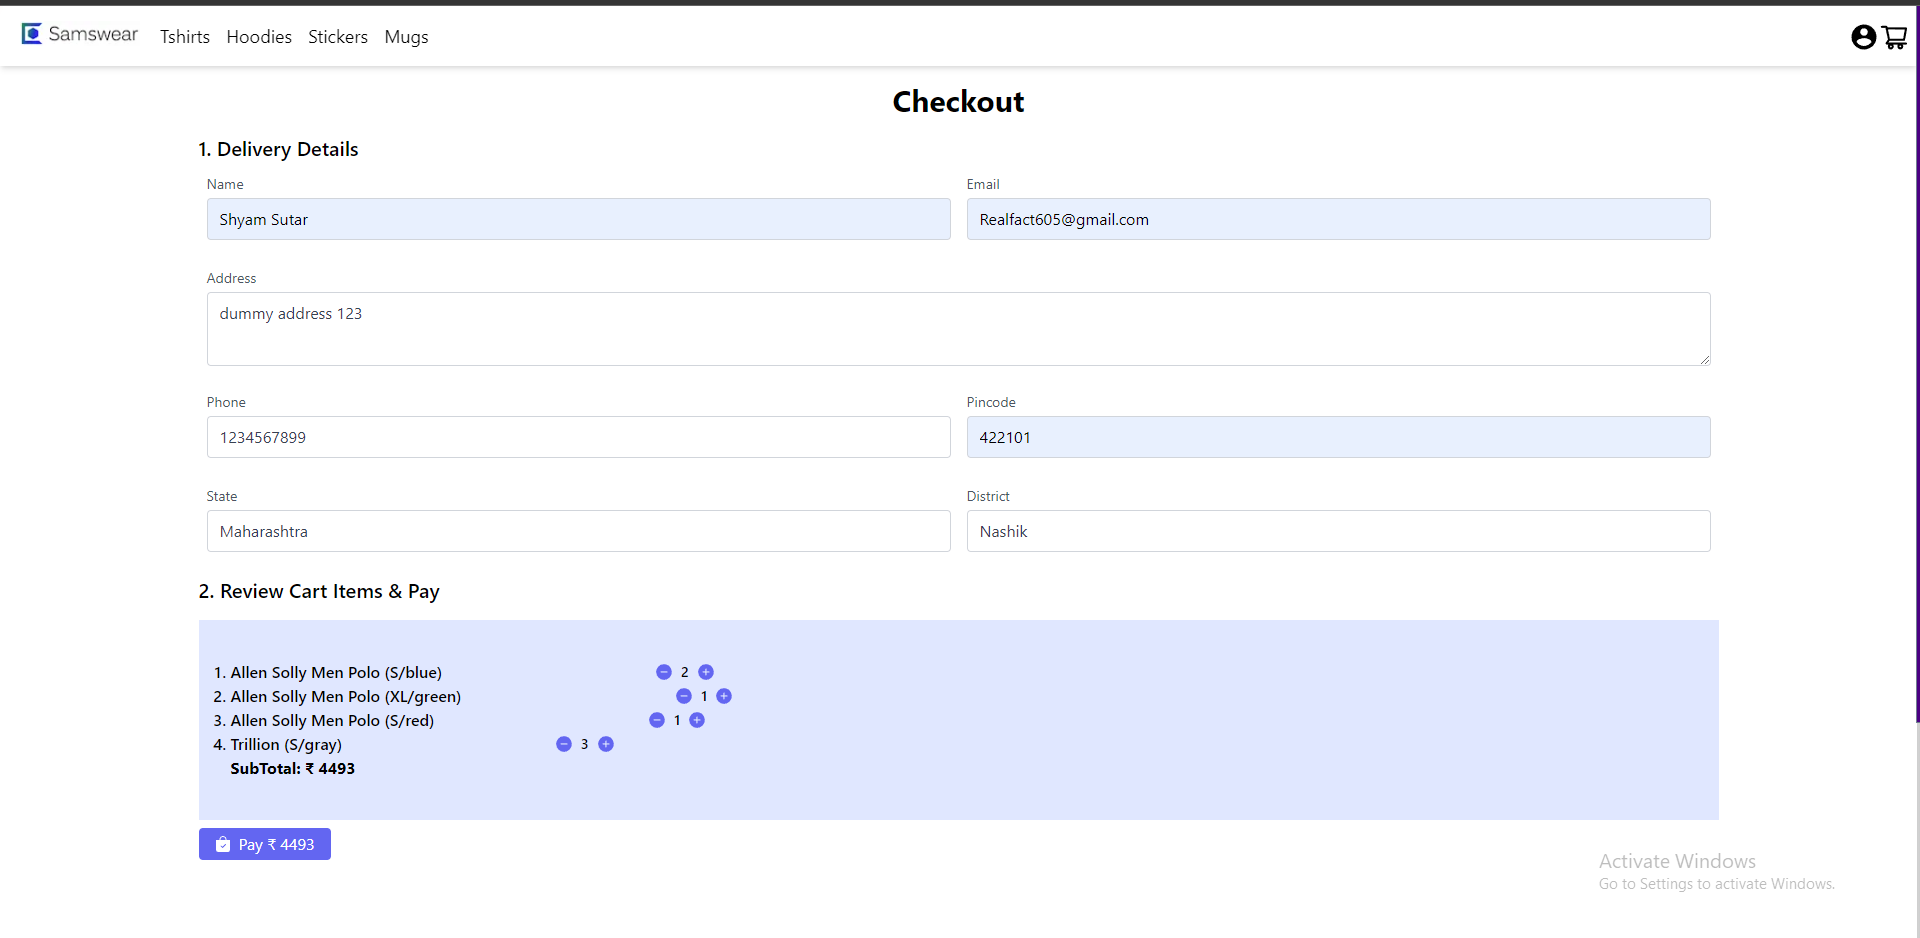 Samswear Tshirts Hoodies Stickers Mugs
Checkout
1. Delivery Details
Name Email
Shyam Sutar Realfact605@gmail.com
Address
dummy address 123
Phone Pincode
1234567899 422101
State District
Maharashtra Nashik
2. Review Cart Items & Pay
1. Allen Solly Men Polo (S/blue) 2
2. Allen Solly Men Polo (XL/green) 1
3. Allen Solly Men Polo (S/red) 1
4. Trillion (S/gray) 3
SubTotal: ₹ 4493
Pay ₹ 4493
Activate Windows
Go to Settings to activate Windows.